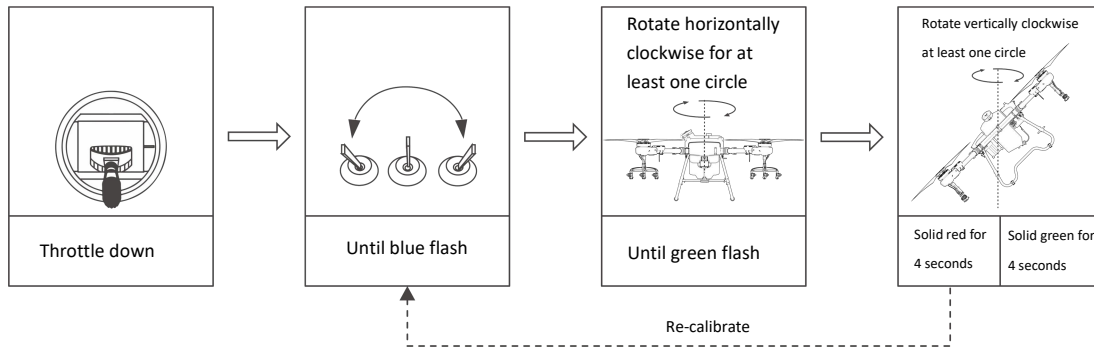 Throttle down
Until blue flash
Rotate horizontally
clockwise for at
least one circle
Until green flash
Rotate vertically clockwise
at least one circle
Solid red for
4 seconds
Solid green for
4 seconds
Re-calibrate